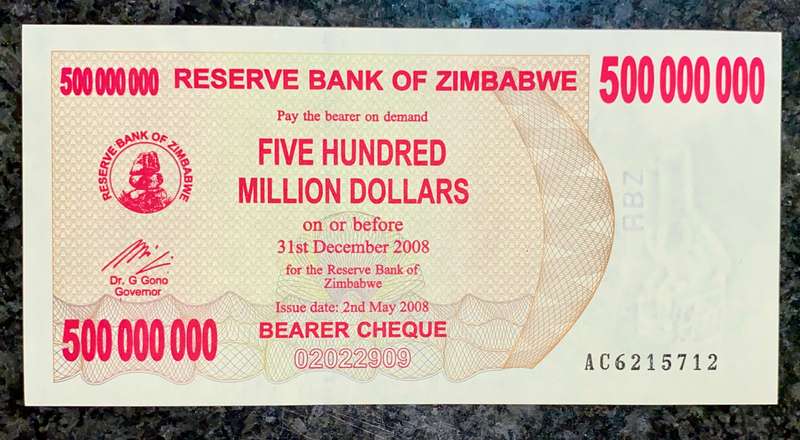 500 000 000
RESERVE BANK OF ZIMBABWE
500 000 000
Pay the bearer on demand
FIVE HUNDRED
MILLION DOLLARS
RESERVE BANK OF ZIMBABWE
on or before
31st December 2008
for the Reserve Bank of
Zimbabwe
Dr. G Gono
Governor
Issue date: 2nd May 2008
BEARER CHEQUE
02022909
500 000 000
RBZ
AC6215712